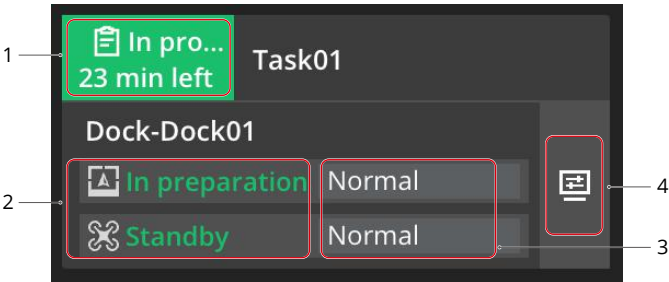 In pro...
23 min left
Task01
Dock-Dock01
In preparation Normal
Standby Normal
1
2
3
4